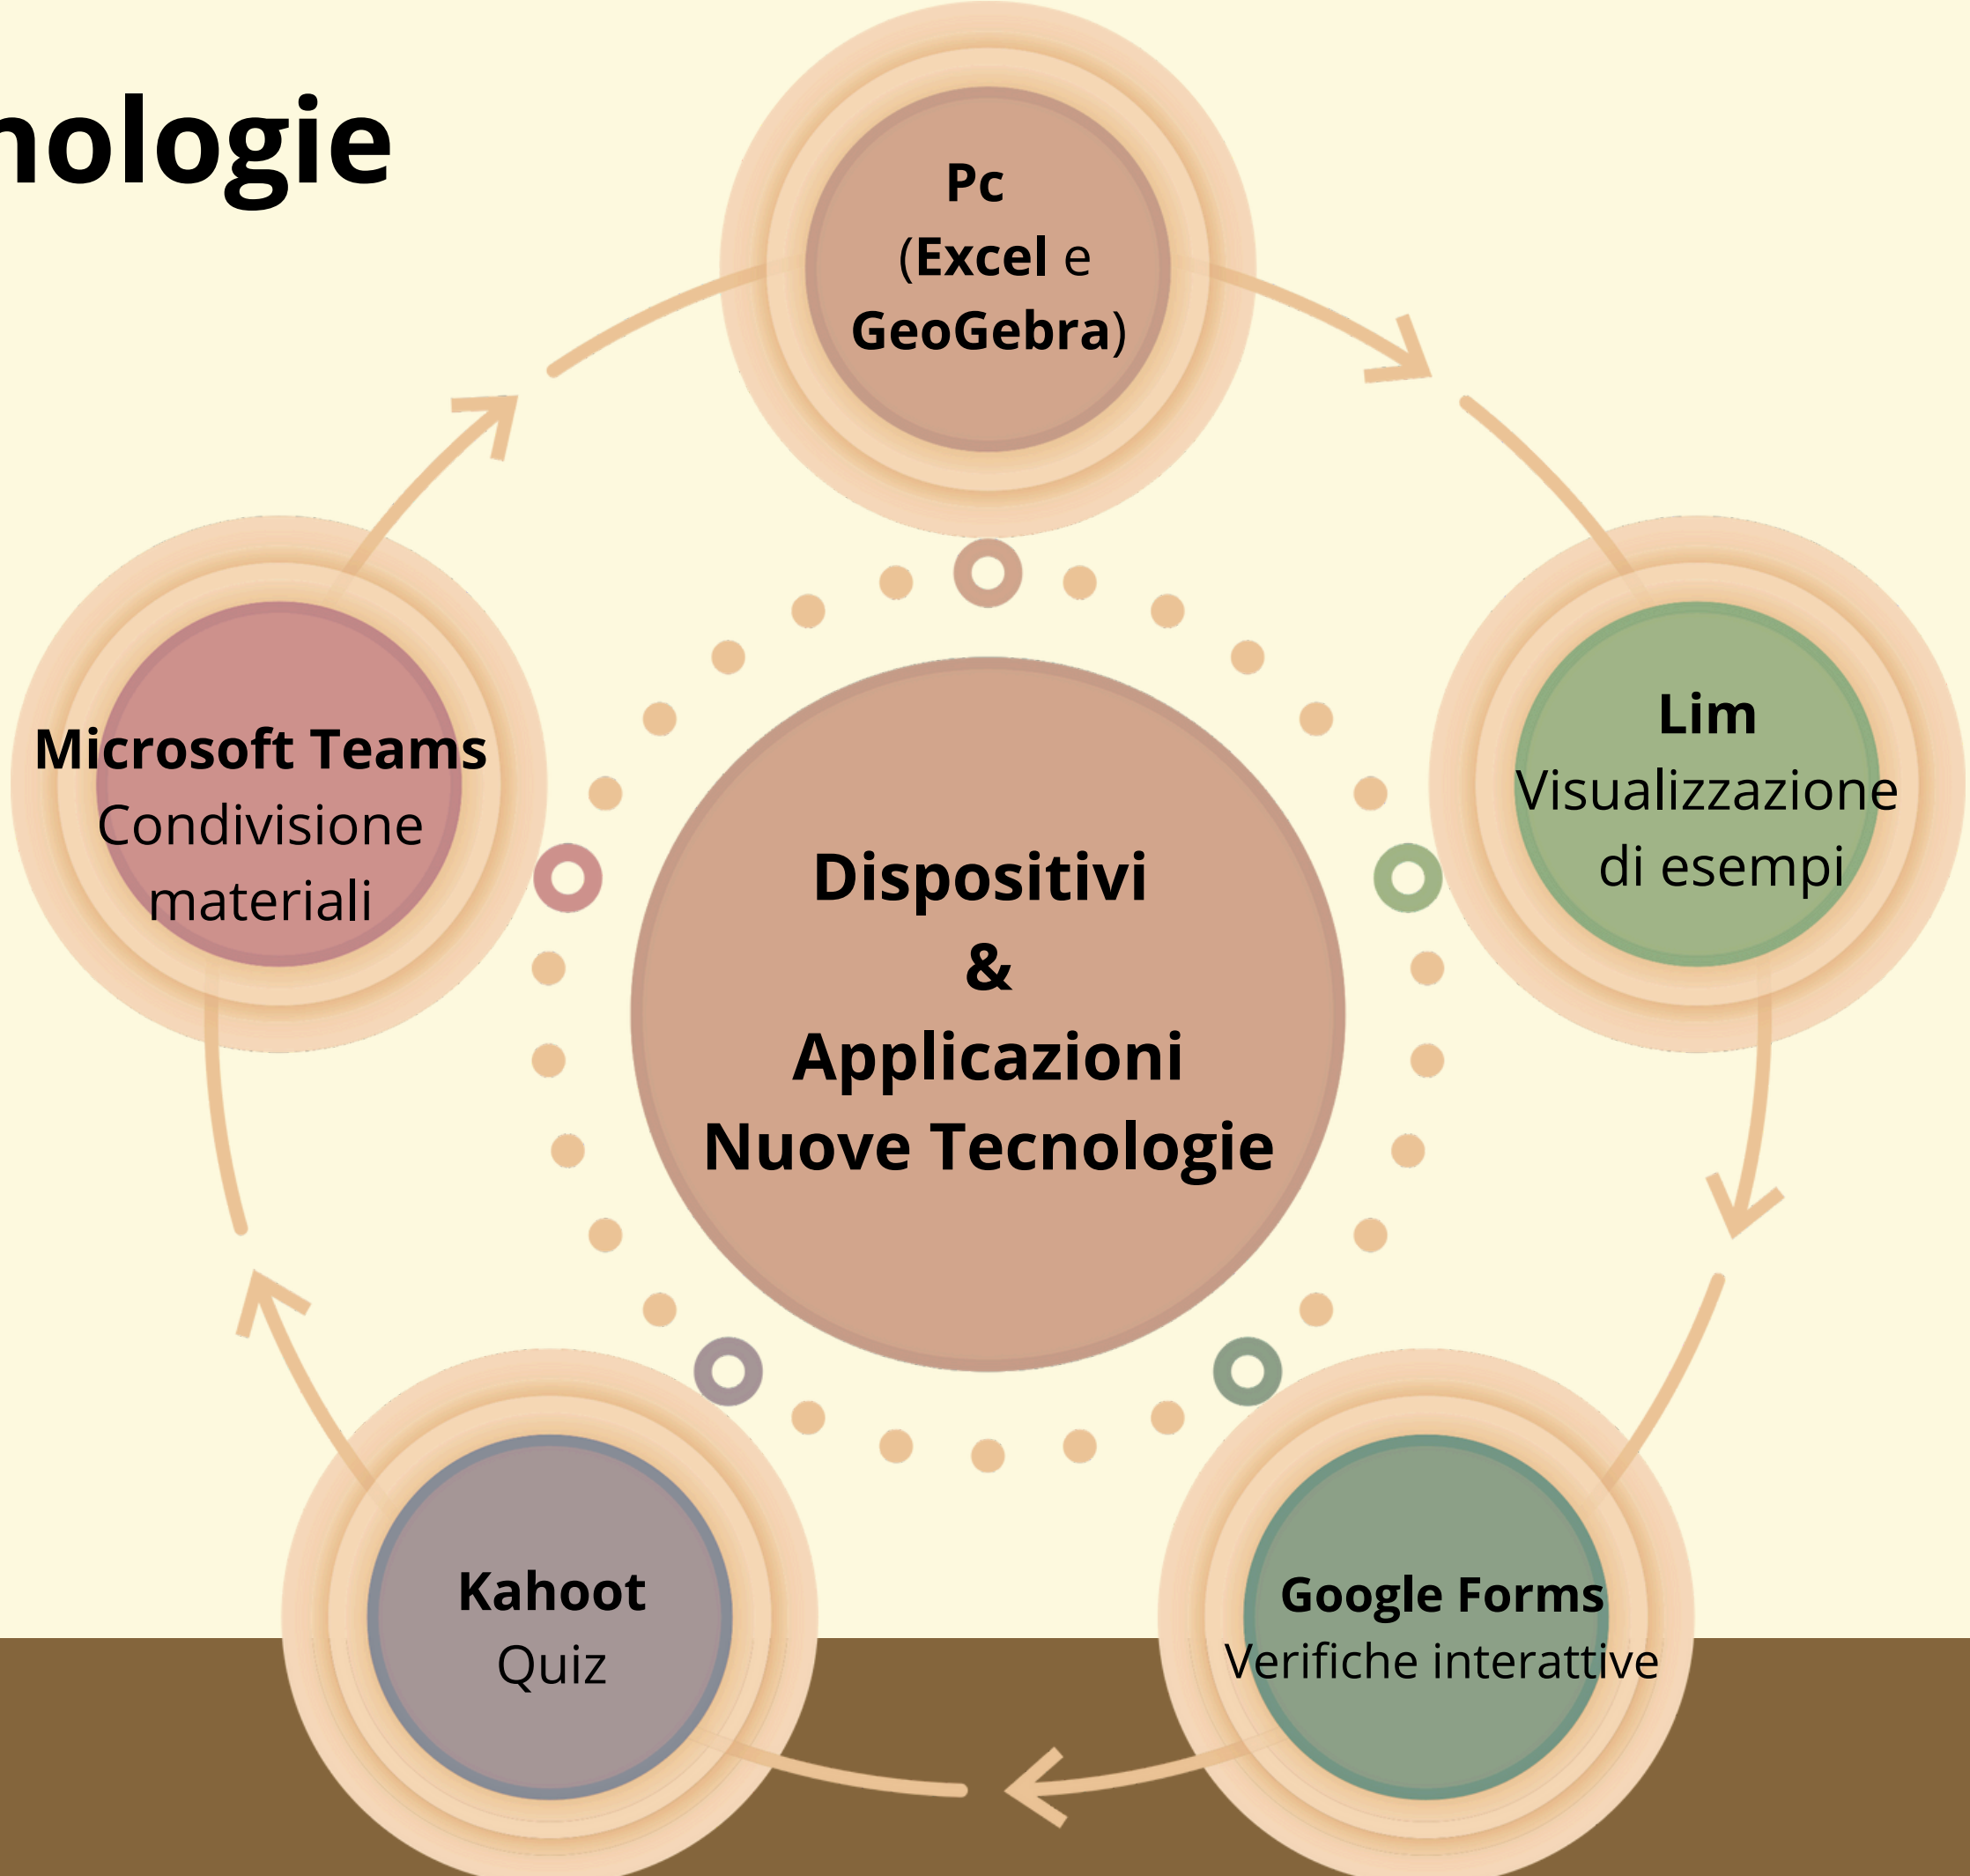 nologie
Pc
(Excel e
GeoGebra)
Microsoft Teams
Condivisione
materiali
Lim
Visualizzazione
di esempi
Dispositivi
&
Applicazioni
Nuove Tecnologie
Kahoot
Quiz
Google Forms
Verifiche interattive